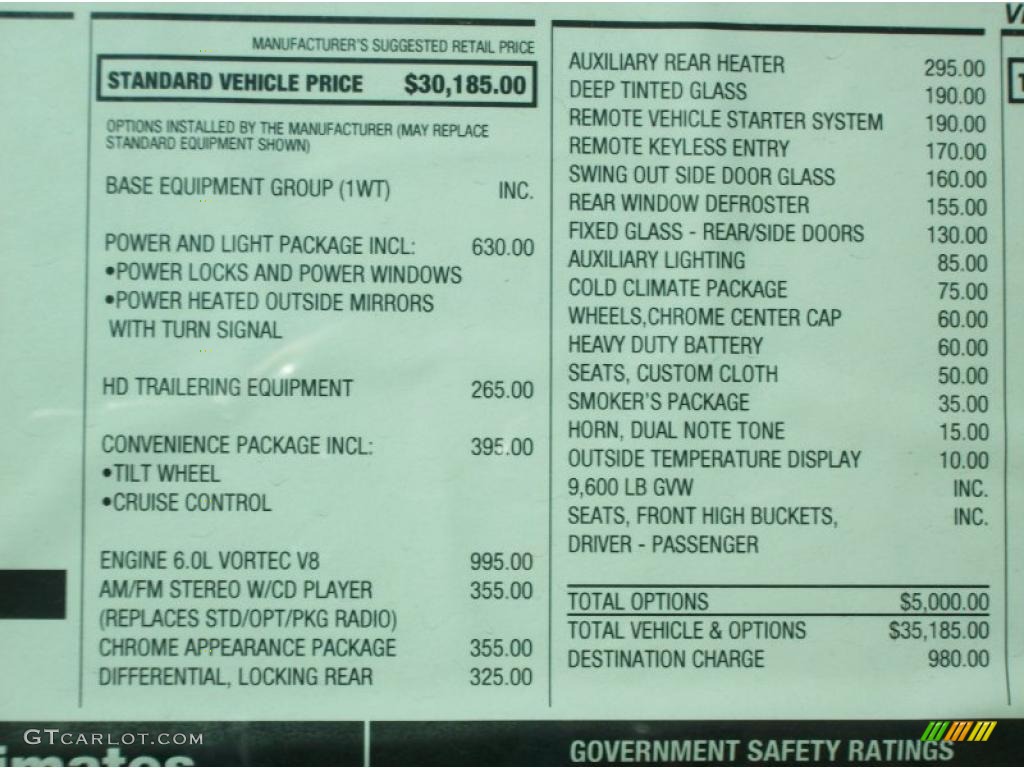 MANUFACTURER'S SUGGESTED RETAIL PRICE
STANDARD VEHICLE PRICE $30,185.00
OPTIONS INSTALLED BY THE MANUFACTURER (MAY REPLACE
STANDARD EQUIPMENT SHOWN)
BASE EQUIPMENT GROUP (1WT) INC.
POWER AND LIGHT PACKAGE INCL: 630.00
•POWER LOCKS AND POWER WINDOWS
•POWER HEATED OUTSIDE MIRRORS
WITH TURN SIGNAL
HD TRAILERING EQUIPMENT 265.00
CONVENIENCE PACKAGE INCL: 395.00
•TILT WHEEL
•CRUISE CONTROL
ENGINE 6.0L VORTEC V8 995.00
AM/FM STEREO W/CD PLAYER 355.00
(REPLACES STD/OPT/PKG RADIO)
CHROME APPEARANCE PACKAGE 355.00
DIFFERENTIAL, LOCKING REAR 325.00
AUXILIARY REAR HEATER 295.00
DEEP TINTED GLASS 190.00
REMOTE VEHICLE STARTER SYSTEM 190.00
REMOTE KEYLESS ENTRY 170.00
SWING OUT SIDE DOOR GLASS 160.00
REAR WINDOW DEFROSTER 155.00
FIXED GLASS - REAR/SIDE DOORS 130.00
AUXILIARY LIGHTING 85.00
COLD CLIMATE PACKAGE 75.00
WHEELS,CHROME CENTER CAP 60.00
HEAVY DUTY BATTERY 60.00
SEATS, CUSTOM CLOTH 50.00
SMOKER'S PACKAGE 35.00
HORN, DUAL NOTE TONE 15.00
OUTSIDE TEMPERATURE DISPLAY 10.00
9,600 LB GVW INC.
SEATS, FRONT HIGH BUCKETS, INC.
DRIVER - PASSENGER
TOTAL OPTIONS $5,000.00
TOTAL VEHICLE & OPTIONS $35,185.00
DESTINATION CHARGE 980.00
GTCARLOT.COM
GOVERNMENT SAFETY RATINGS